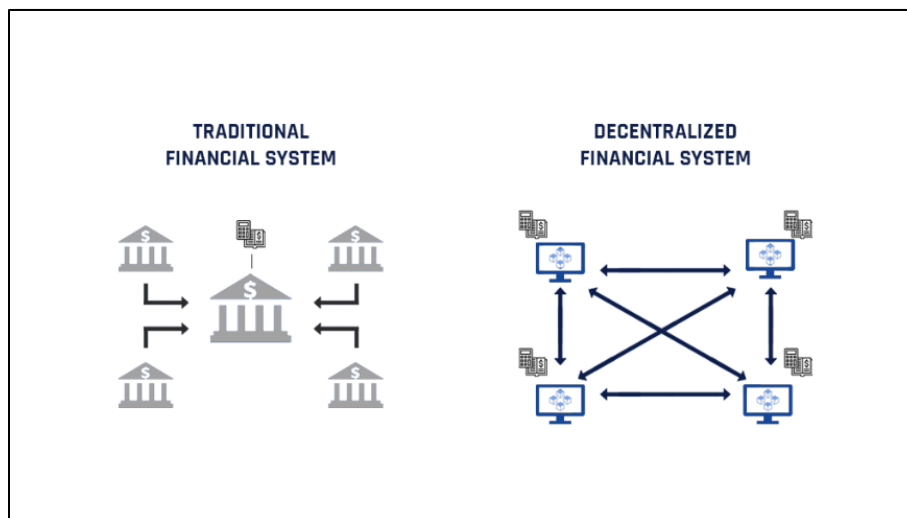 TRADITIONAL
FINANCIAL SYSTEM
DECENTRALIZED
FINANCIAL SYSTEM
$
$
$
$
$